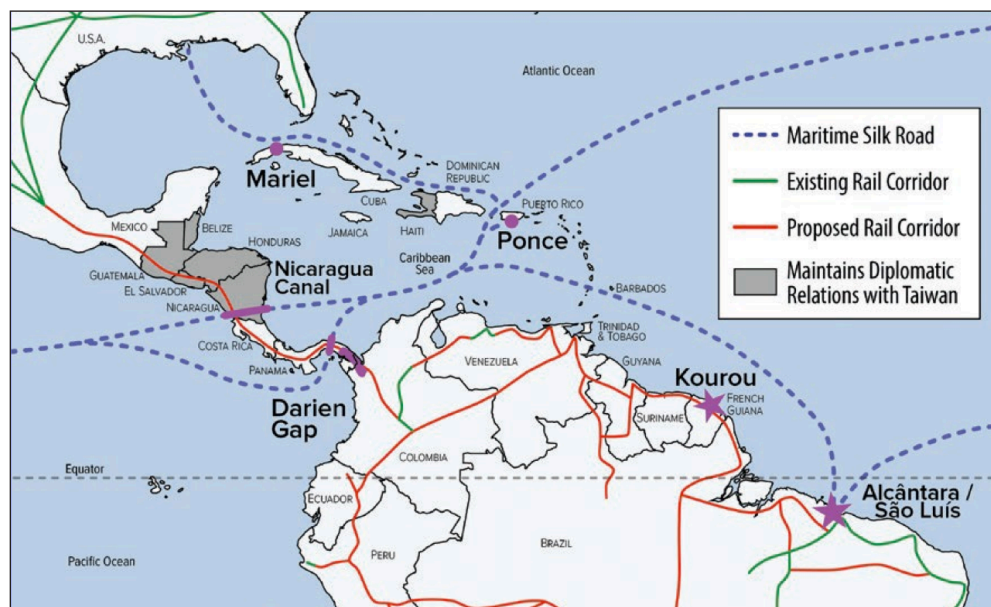 U.S.A.
Atlantic Ocean
Maritime Silk Road
Existing Rail Corridor
Proposed Rail Corridor
Maintains Diplomatic
Relations with Taiwan
Mariel
DOMINICAN
REPUBLIC
CUBA
PUERTO RICO
Ponce
MEXICO
BELIZE
JAMAICA
HAITI
HONDURAS
Caribbean
Sea
GUATEMALA
Nicaragua
Canal
EL SALVADOR
NICARAGUA
BARBADOS
COSTA RICA
TRINIDAD
& TOBAGO
PANAMA
VENEZUELA
GUYANA
Kourou
Darien
Gap
SURINAME
FRENCH
GUIANA
COLOMBIA
Equator
ECUADOR
Alcântara /
São Luís
BRAZIL
PERU
Pacific Ocean